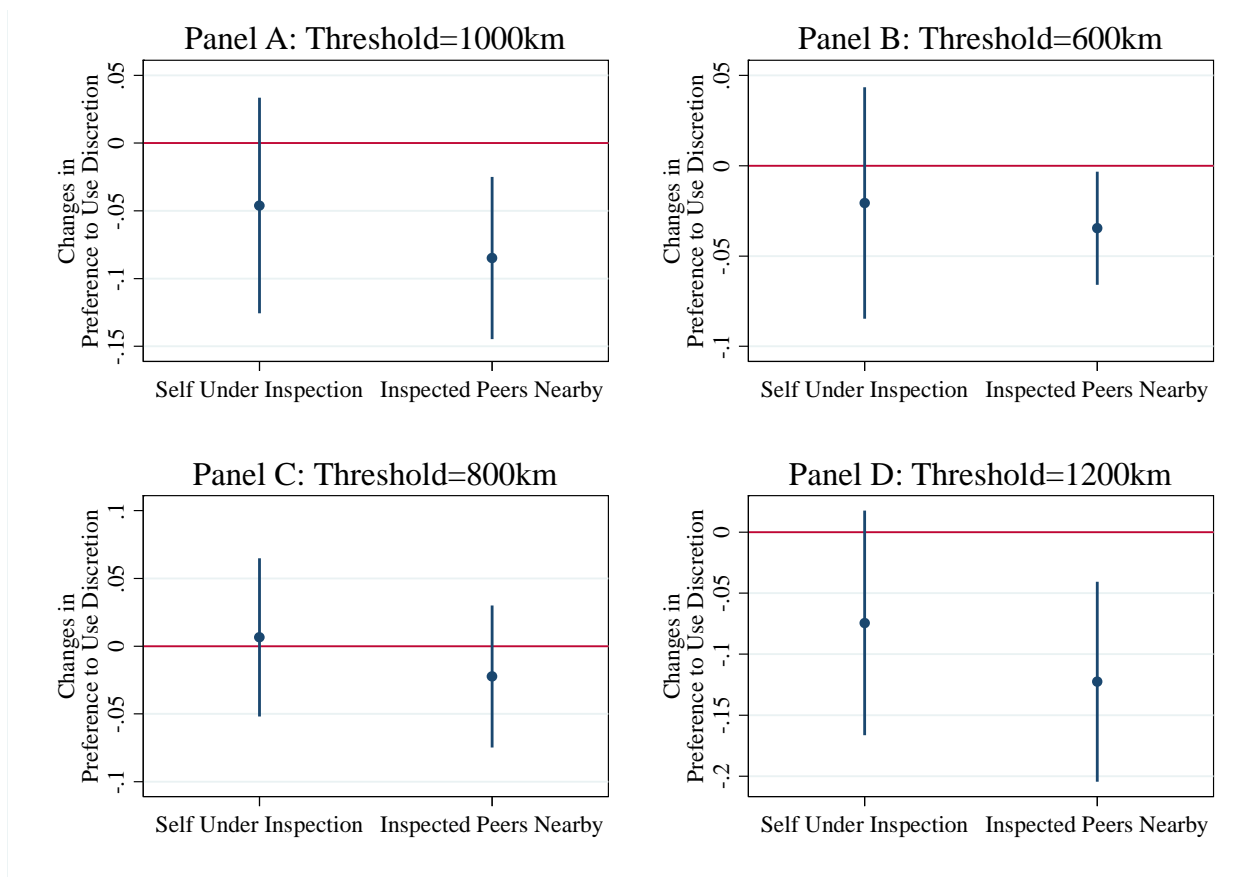 Panel A: Threshold=1000km
Changes in
Preference to Use Discretion
.05
0
-.05
-.1
-.15
Self Under Inspection
Inspected Peers Nearby
Panel B: Threshold=600km
Changes in
Preference to Use Discretion
.05
0
-.05
-.1
Self Under Inspection
Inspected Peers Nearby
Panel C: Threshold=800km
Changes in
Preference to Use Discretion
.1
.05
0
-.05
-.1
Self Under Inspection
Inspected Peers Nearby
Panel D: Threshold=1200km
Changes in
Preference to Use Discretion
0
-.05
-.1
-.15
-.2
Self Under Inspection
Inspected Peers Nearby